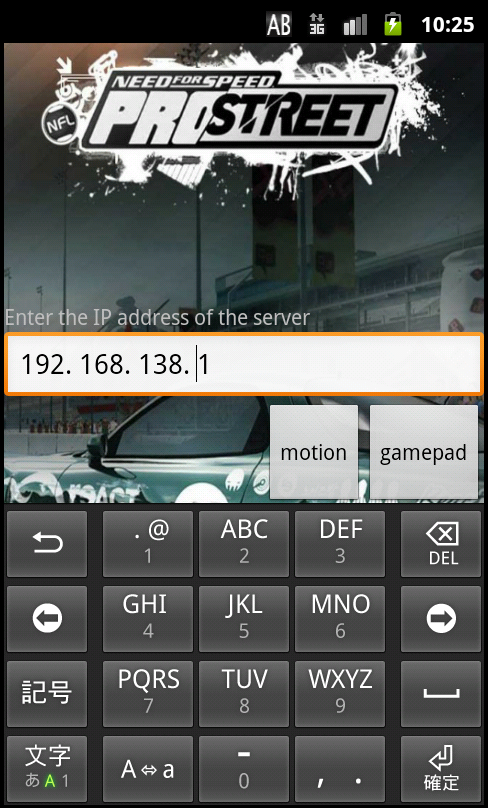 AB 3G 10:25
NEED FOR SPEED
PROSTREET
NFL
Enter the IP address of the server
192. 168. 138. 1
motion gamepad
. @ ABC DEF
1 2 3 DEL
GHI JKL MNO
4 5 6
記号 PQRS TUV WXYZ
7 8 9
文字 A⇔a - , . 確定
あ A 1 0